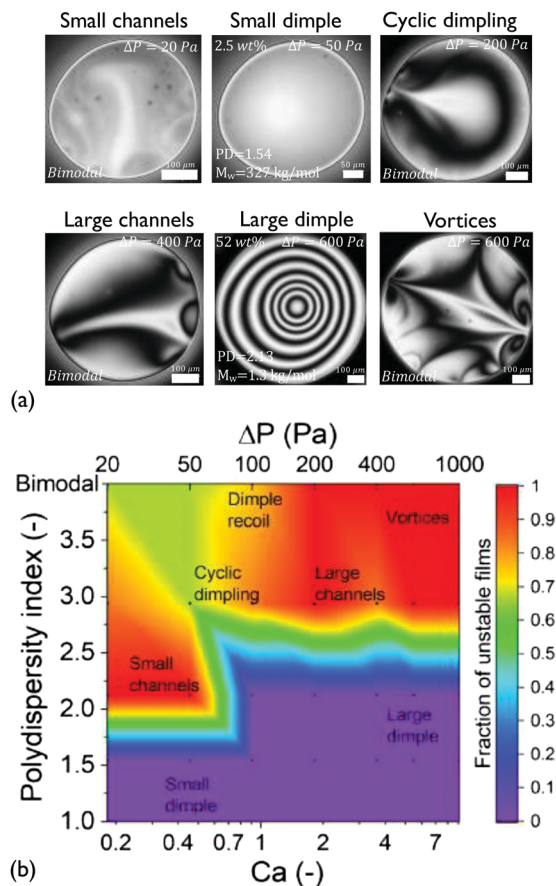 Small channels
Small dimple
Cyclic dimpling
ΔP = 20 Pa
2.5 wt% ΔP = 50 Pa
ΔP = 200 Pa
PD=1.54
M_w=327 kg/mol
Bimodal
100 μm
50 μm
Bimodal
100 μm
Large channels
Large dimple
Vortices
ΔP = 400 Pa
52 wt% ΔP = 600 Pa
ΔP = 600 Pa
PD=2.13
M_w=1.3 kg/mol
Bimodal
100 μm
100 μm
Bimodal
100 μm
(a)
ΔP (Pa)
20 50 100 200 400 1000
Bimodal
3.5
3.0
2.5
2.0
1.5
1.0
Polydispersity index (-)
Dimple
recoil
Vortices
Cyclic
dimpling
Large
channels
Small
channels
Large
dimple
Small
dimple
0.2 0.4 0.7 1 2 4 7
Ca (-)
1
0.9
0.8
0.7
0.6
0.5
0.4
0.3
0.2
0.1
0
Fraction of unstable films
(b)